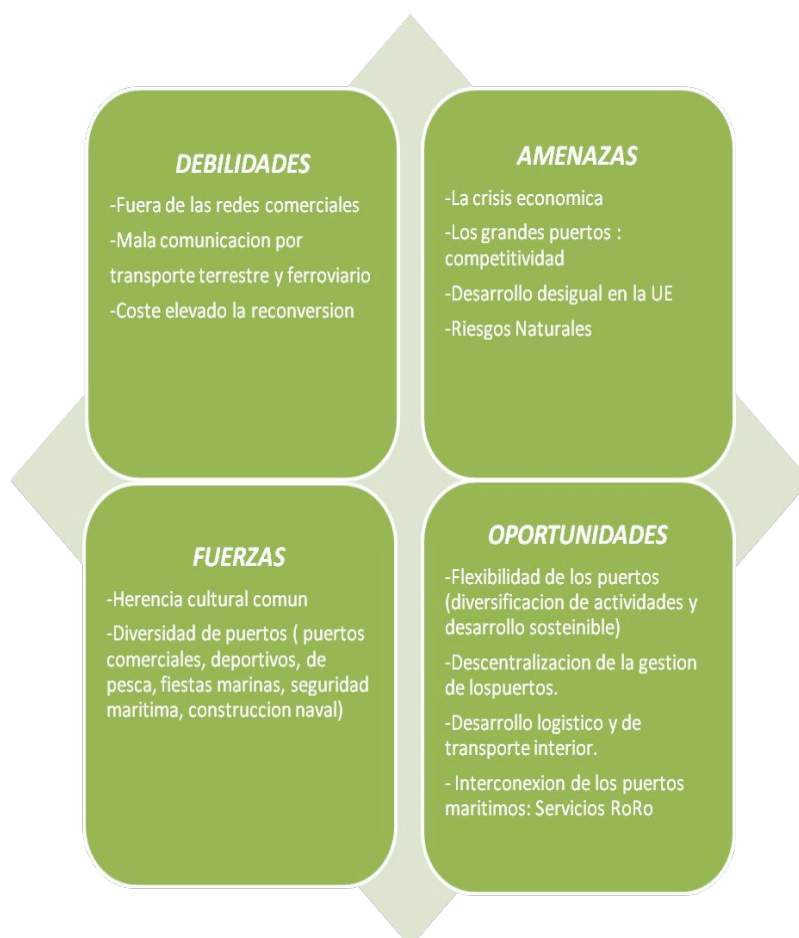 DEBILIDADES
-Fuera de las redes comerciales
-Mala comunicacion por
transporte terrestre y ferroviario
-Coste elevado la reconversion
AMENAZAS
-La crisis economica
-Los grandes puertos :
competitividad
-Desarrollo desigual en la UE
-Riesgos Naturales
FUERZAS
-Herencia cultural comun
-Diversidad de puertos ( puertos
comerciales, deportivos, de
pesca, fiestas marinas, seguridad
maritima, construccion naval)
OPORTUNIDADES
-Flexibilidad de los puertos
(diversificacion de actividades y
desarrollo sosteinible)
-Descentralizacion de la gestion
de lospuertos.
-Desarrollo logistico y de
transporte interior.
- Interconexion de los puertos
maritimos: Servicios RoRo